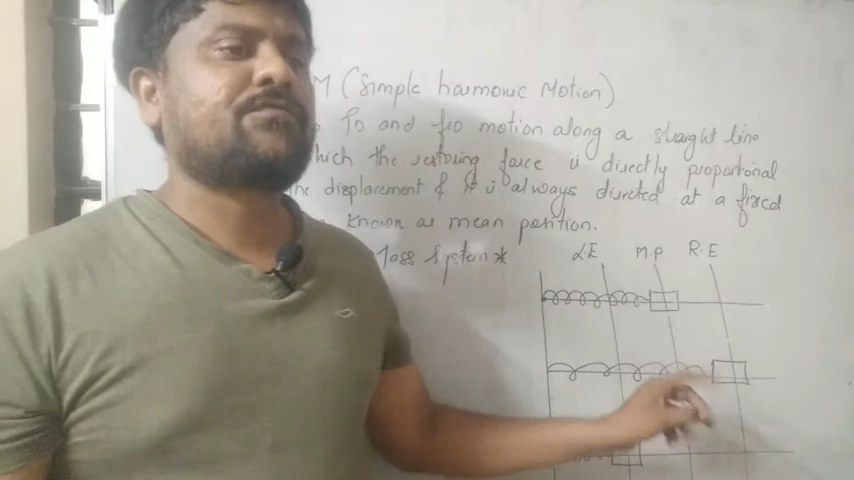 M (Simple harmonic Motion)
To and fro motion along a straight line
hich the restoring force is directly proportional
the displacement & it is always directed at a fixed
known as mean position.
Mass System*
L.E M.P R.E